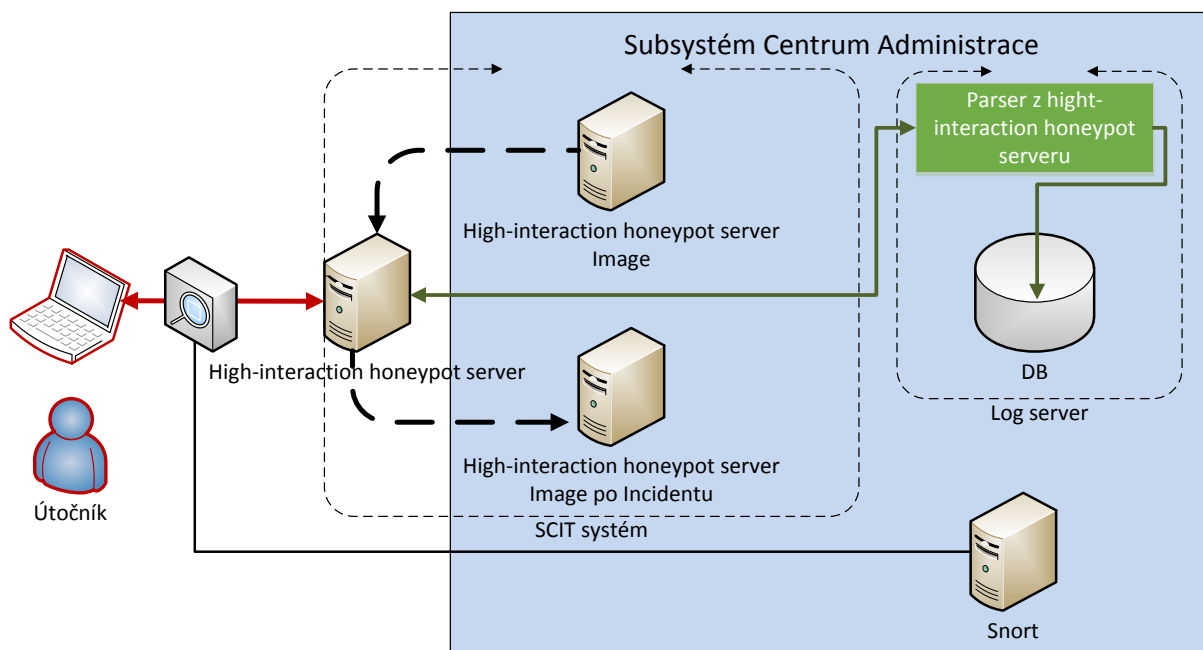 Subsystém Centrum Administrace
Parser z hight-
interaction honeypot
serveru
High-interaction honeypot server
Image
High-interaction honeypot server
DB
Log server
High-interaction honeypot server
Image po Incidentu
Útočník
SCIT systém
Snort